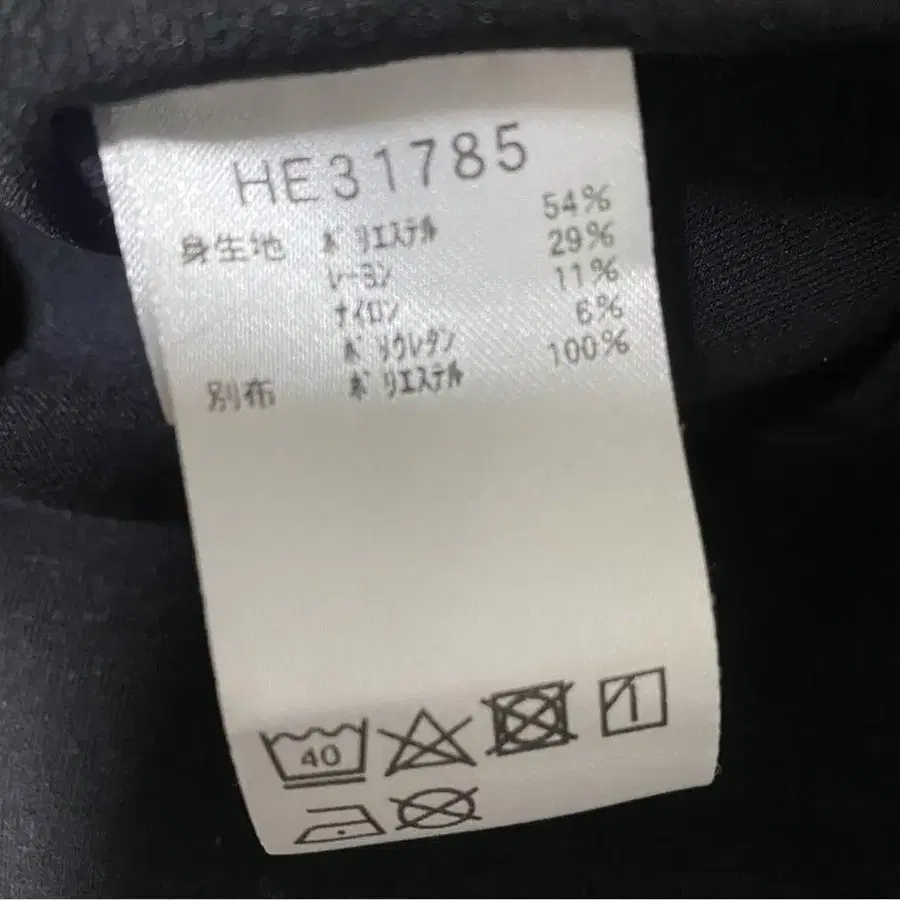 HE31785
身生地 ﾎﾟﾘｴｽﾃﾙ 54%
ﾚｰﾖﾝ 29%
ﾅｲﾛﾝ 11%
ﾎﾟﾘｳﾚﾀﾝ 6%
別布 ﾎﾟﾘｴｽﾃﾙ 100%
40